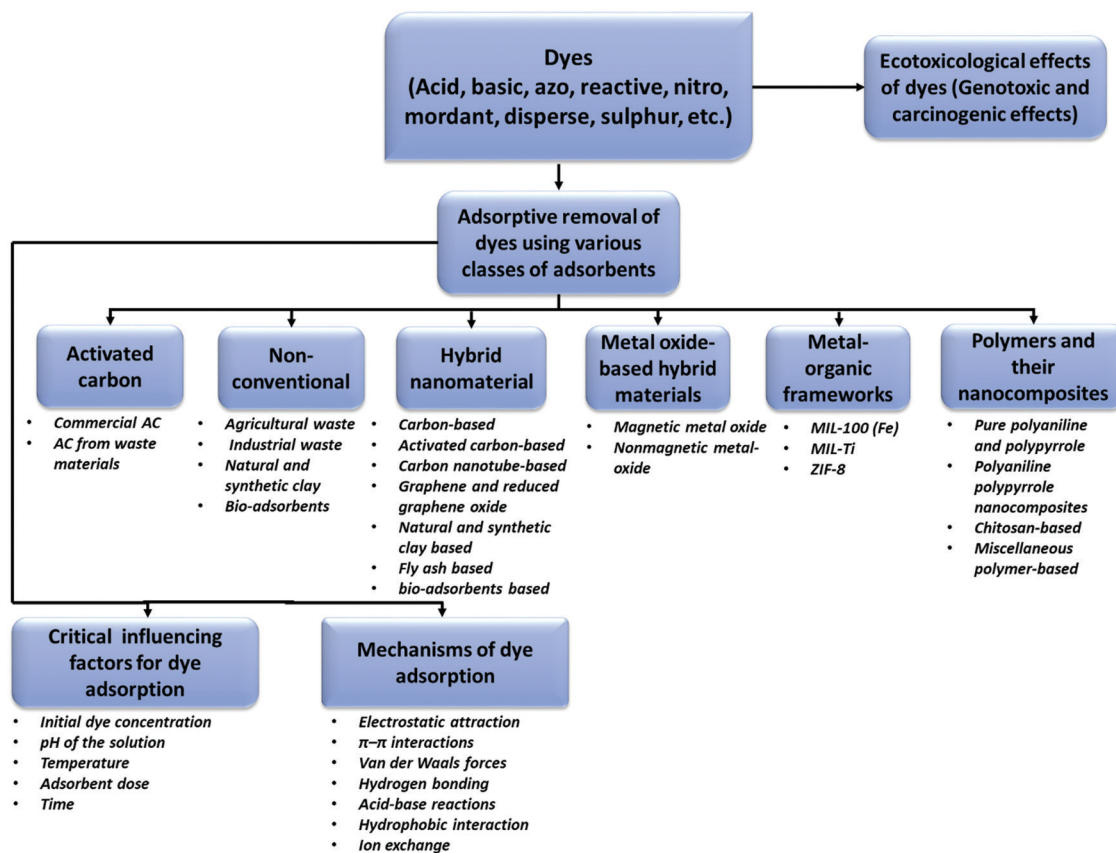 Dyes
(Acid, basic, azo, reactive, nitro,
mordant, disperse, sulphur, etc.)
Ecotoxicological effects
of dyes (Genotoxic and
carcinogenic effects)
Adsorptive removal of
dyes using various
classes of adsorbents
Activated
carbon
• Commercial AC
• AC from waste
materials
Non-
conventional
• Agricultural waste
• Industrial waste
• Natural and
synthetic clay
• Bio-adsorbents
Hybrid
nanomaterial
• Carbon-based
• Activated carbon-based
• Carbon nanotube-based
• Graphene and reduced
graphene oxide
• Natural and synthetic
clay based
• Fly ash based
• bio-adsorbents based
Metal oxide-
based hybrid
materials
• Magnetic metal oxide
• Nonmagnetic metal-
oxide
Metal-
organic
frameworks
• MIL-100 (Fe)
• MIL-Ti
• ZIF-8
Polymers and
their
nanocomposites
• Pure polyaniline
and polypyrrole
• Polyaniline
polypyrrole
nanocomposites
• Chitosan-based
• Miscellaneous
polymer-based
Critical influencing
factors for dye
adsorption
• Initial dye concentration
• pH of the solution
• Temperature
• Adsorbent dose
• Time
Mechanisms of dye
adsorption
• Electrostatic attraction
• π–π interactions
• Van der Waals forces
• Hydrogen bonding
• Acid-base reactions
• Hydrophobic interaction
• Ion exchange